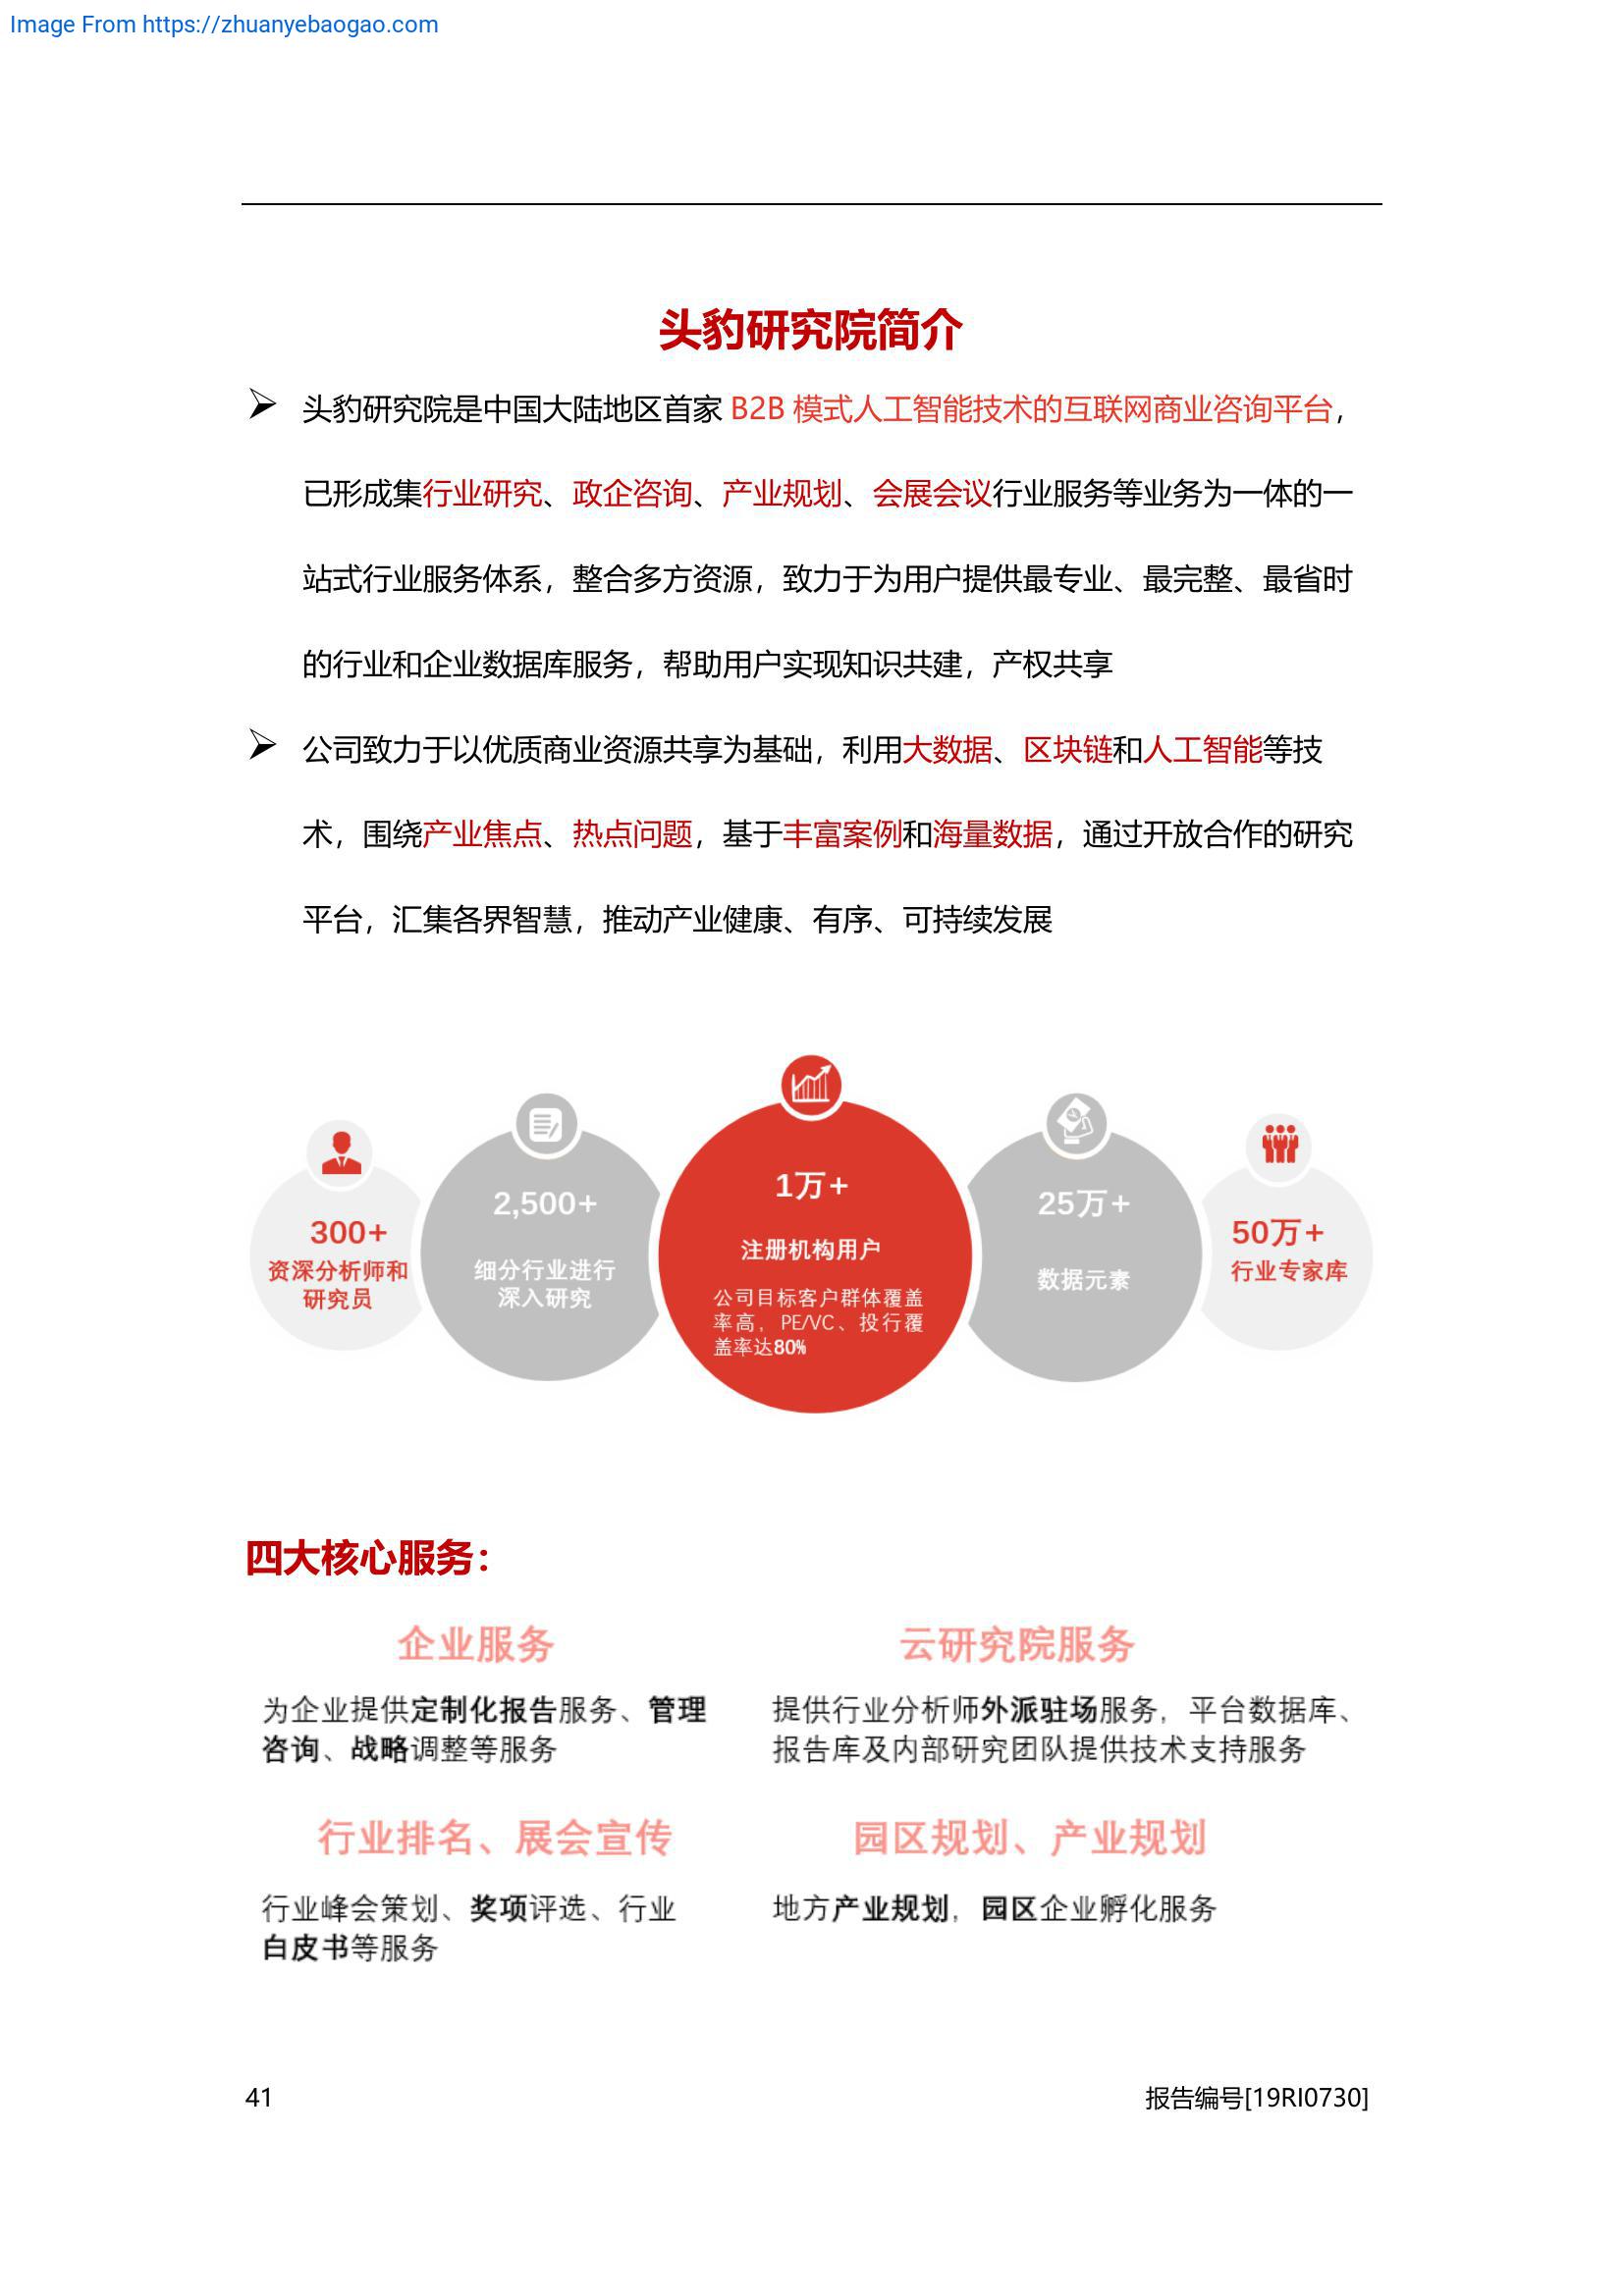 Image From https://zhuanyebaogao.com
头豹研究院简介
➢ 头豹研究院是中国大陆地区首家 B2B 模式人工智能技术的互联网商业咨询平台，
已形成集行业研究、政企咨询、产业规划、会展会议行业服务等业务为一体的一
站式行业服务体系，整合多方资源，致力于为用户提供最专业、最完整、最省时
的行业和企业数据库服务，帮助用户实现知识共建，产权共享
➢ 公司致力于以优质商业资源共享为基础，利用大数据、区块链和人工智能等技
术，围绕产业焦点、热点问题，基于丰富案例和海量数据，通过开放合作的研究
平台，汇集各界智慧，推动产业健康、有序、可持续发展
300+
资深分析师和
研究员
2,500+
细分行业进行
深入研究
1万+
注册机构用户
公司目标客户群体覆盖
率高，PE/VC、投行覆
盖率达80%
25万+
数据元素
50万+
行业专家库
四大核心服务：
企业服务
为企业提供定制化报告服务、管理
咨询、战略调整等服务
云研究院服务
提供行业分析师外派驻场服务，平台数据库、
报告库及内部研究团队提供技术支持服务
行业排名、展会宣传
行业峰会策划、奖项评选、行业
白皮书等服务
园区规划、产业规划
地方产业规划，园区企业孵化服务
41
报告编号[19RI0730]